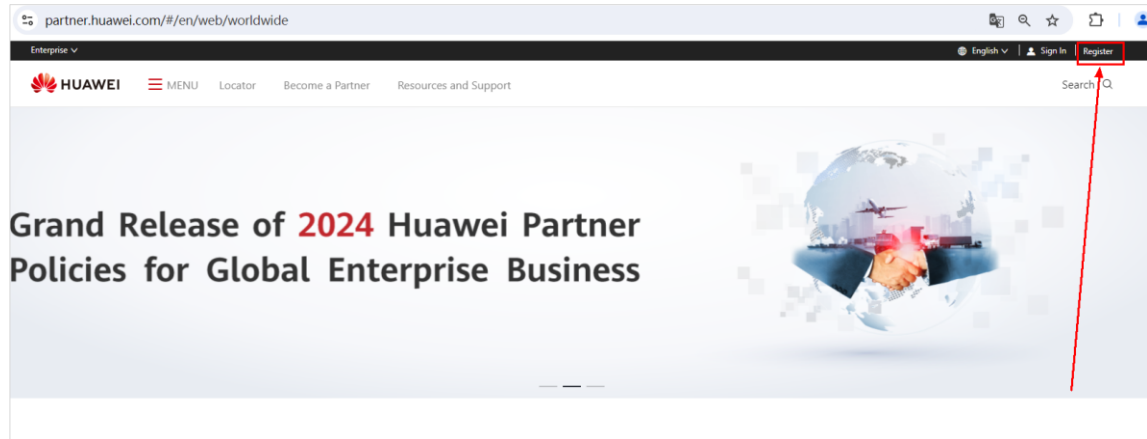 partner.huawei.com/#/en/web/worldwide
Enterprise
English
Sign In
Register
HUAWEI
MENU
Locator
Become a Partner
Resources and Support
Search
Grand Release of 2024 Huawei Partner
Policies for Global Enterprise Business